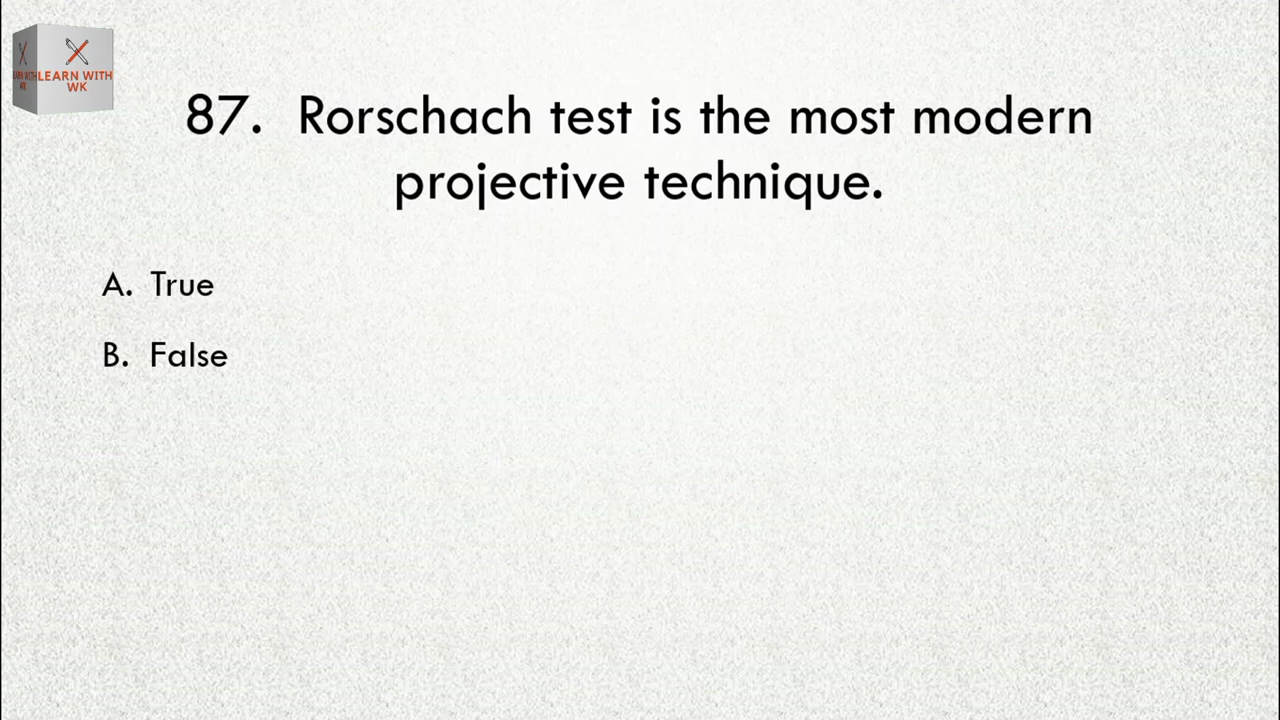 LEARN WITH
WK
87. Rorschach test is the most modern
projective technique.
A. True
B. False